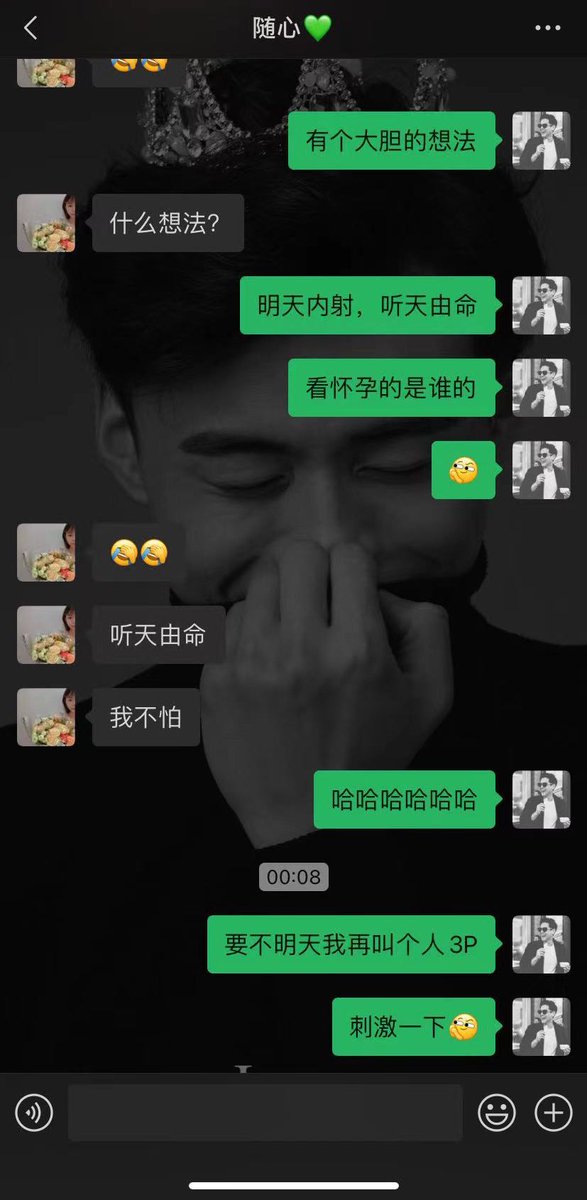 随心💚
有个大胆的想法
什么想法？
明天内射，听天由命
看怀孕的是谁的
听天由命
我不怕
哈哈哈哈哈哈
00:08
要不明天我再叫个人3P
刺激一下